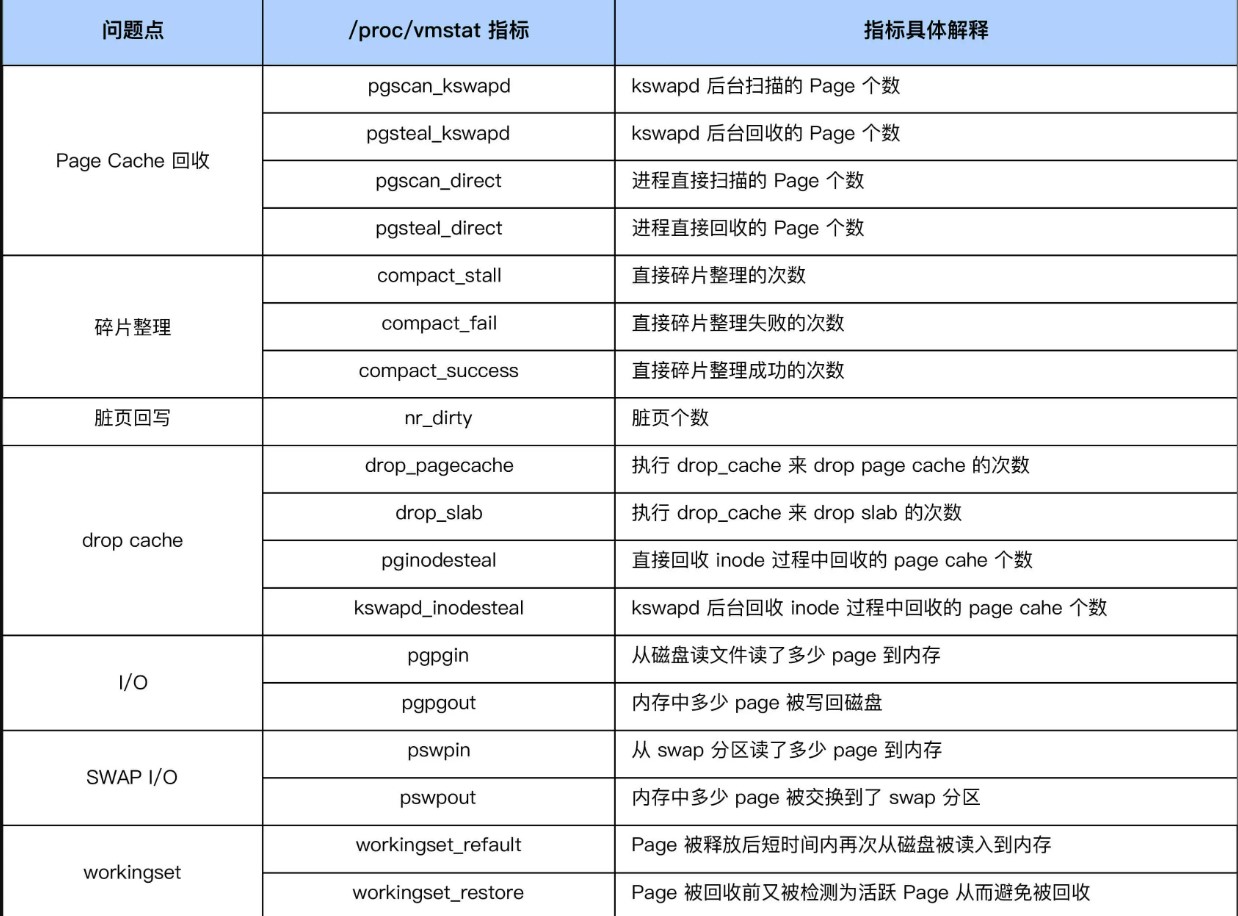 问题点 /proc/vmstat 指标 指标具体解释
Page Cache 回收
pgscan_kswapd kswapd 后台扫描的 Page 个数
pgsteal_kswapd kswapd 后台回收的 Page 个数
pgscan_direct 进程直接扫描的 Page 个数
pgsteal_direct 进程直接回收的 Page 个数
碎片整理
compact_stall 直接碎片整理的次数
compact_fail 直接碎片整理失败的次数
compact_success 直接碎片整理成功的次数
脏页回写 nr_dirty 脏页个数
drop cache
drop_pagecache 执行 drop_cache 来 drop page cache 的次数
drop_slab 执行 drop_cache 来 drop slab 的次数
pginodesteal 直接回收 inode 过程中回收的 page cahe 个数
kswapd_inodesteal kswapd 后台回收 inode 过程中回收的 page cahe 个数
I/O
pgpgin 从磁盘读文件读了多少 page 到内存
pgpgout 内存中多少 page 被写回磁盘
SWAP I/O
pswpin 从 swap 分区读了多少 page 到内存
pswpout 内存中多少 page 被交换到了 swap 分区
workingset
workingset_refault Page 被释放后短时间内再次从磁盘被读入到内存
workingset_restore Page 被回收前又被检测为活跃 Page 从而避免被回收